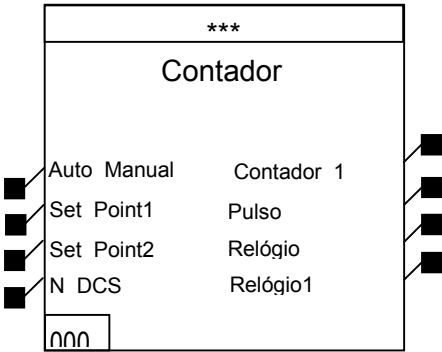 ***
Contador
Auto Manual
Contador 1
Set Point1
Pulso
Set Point2
Relógio
N DCS
Relógio1
000